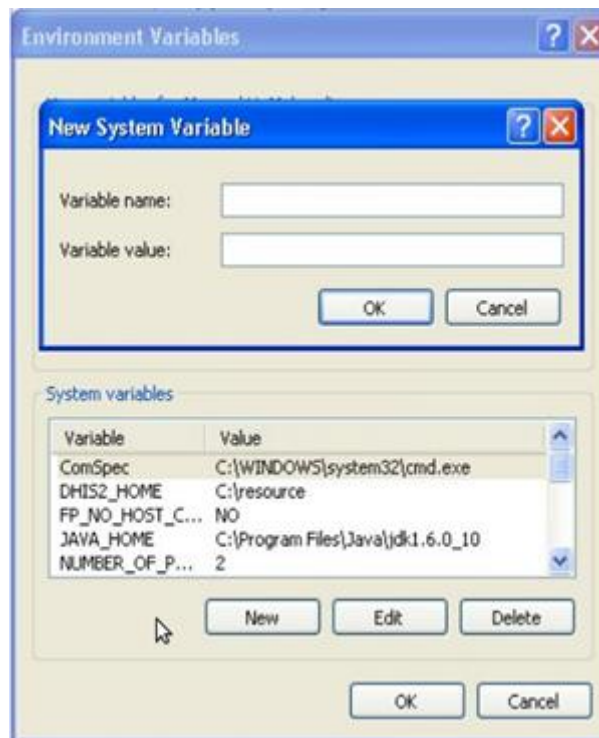 Environment Variables
New System Variable
Variable name:
Variable value:
OK Cancel
System variables
Variable Value
ComSpec C:\WINDOWS\system32\cmd.exe
DHIS2_HOME C:\resource
FP_NO_HOST_C... NO
JAVA_HOME C:\Program Files\Java\jdk1.6.0_10
NUMBER_OF_P... 2
New Edit Delete
OK Cancel